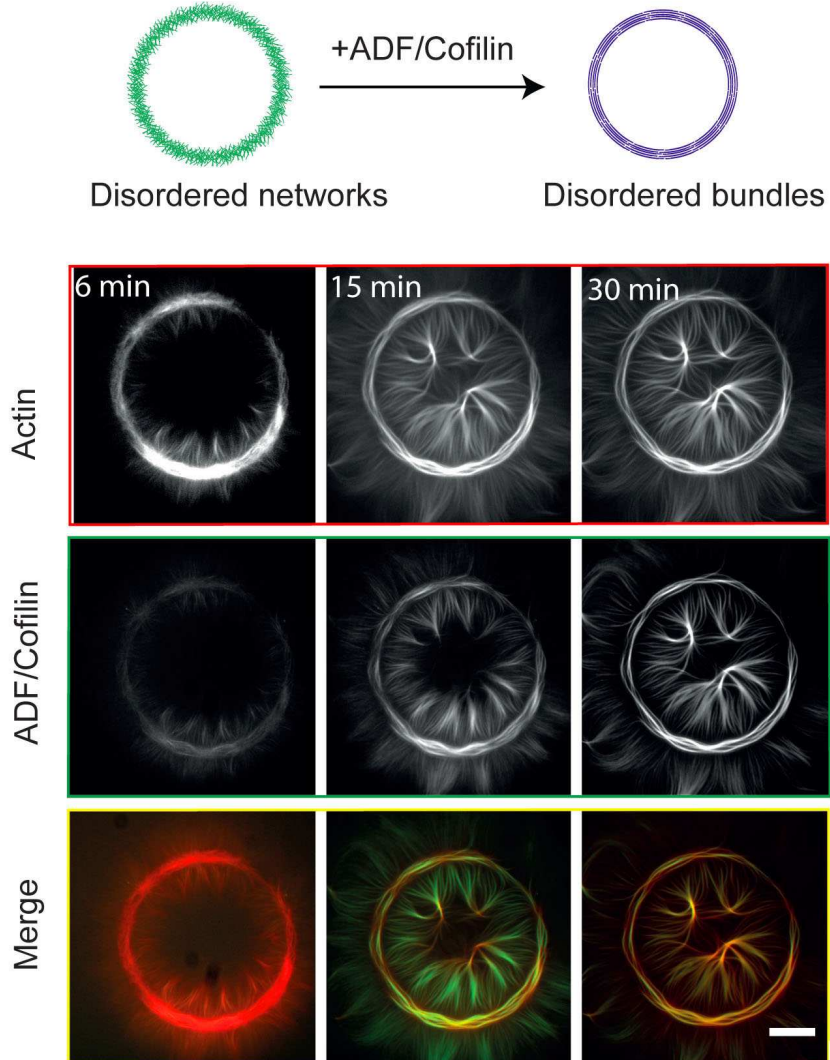 +ADF/Cofilin
Disordered networks
Disordered bundles
6 min
15 min
30 min
Actin
ADF/Cofilin
Merge